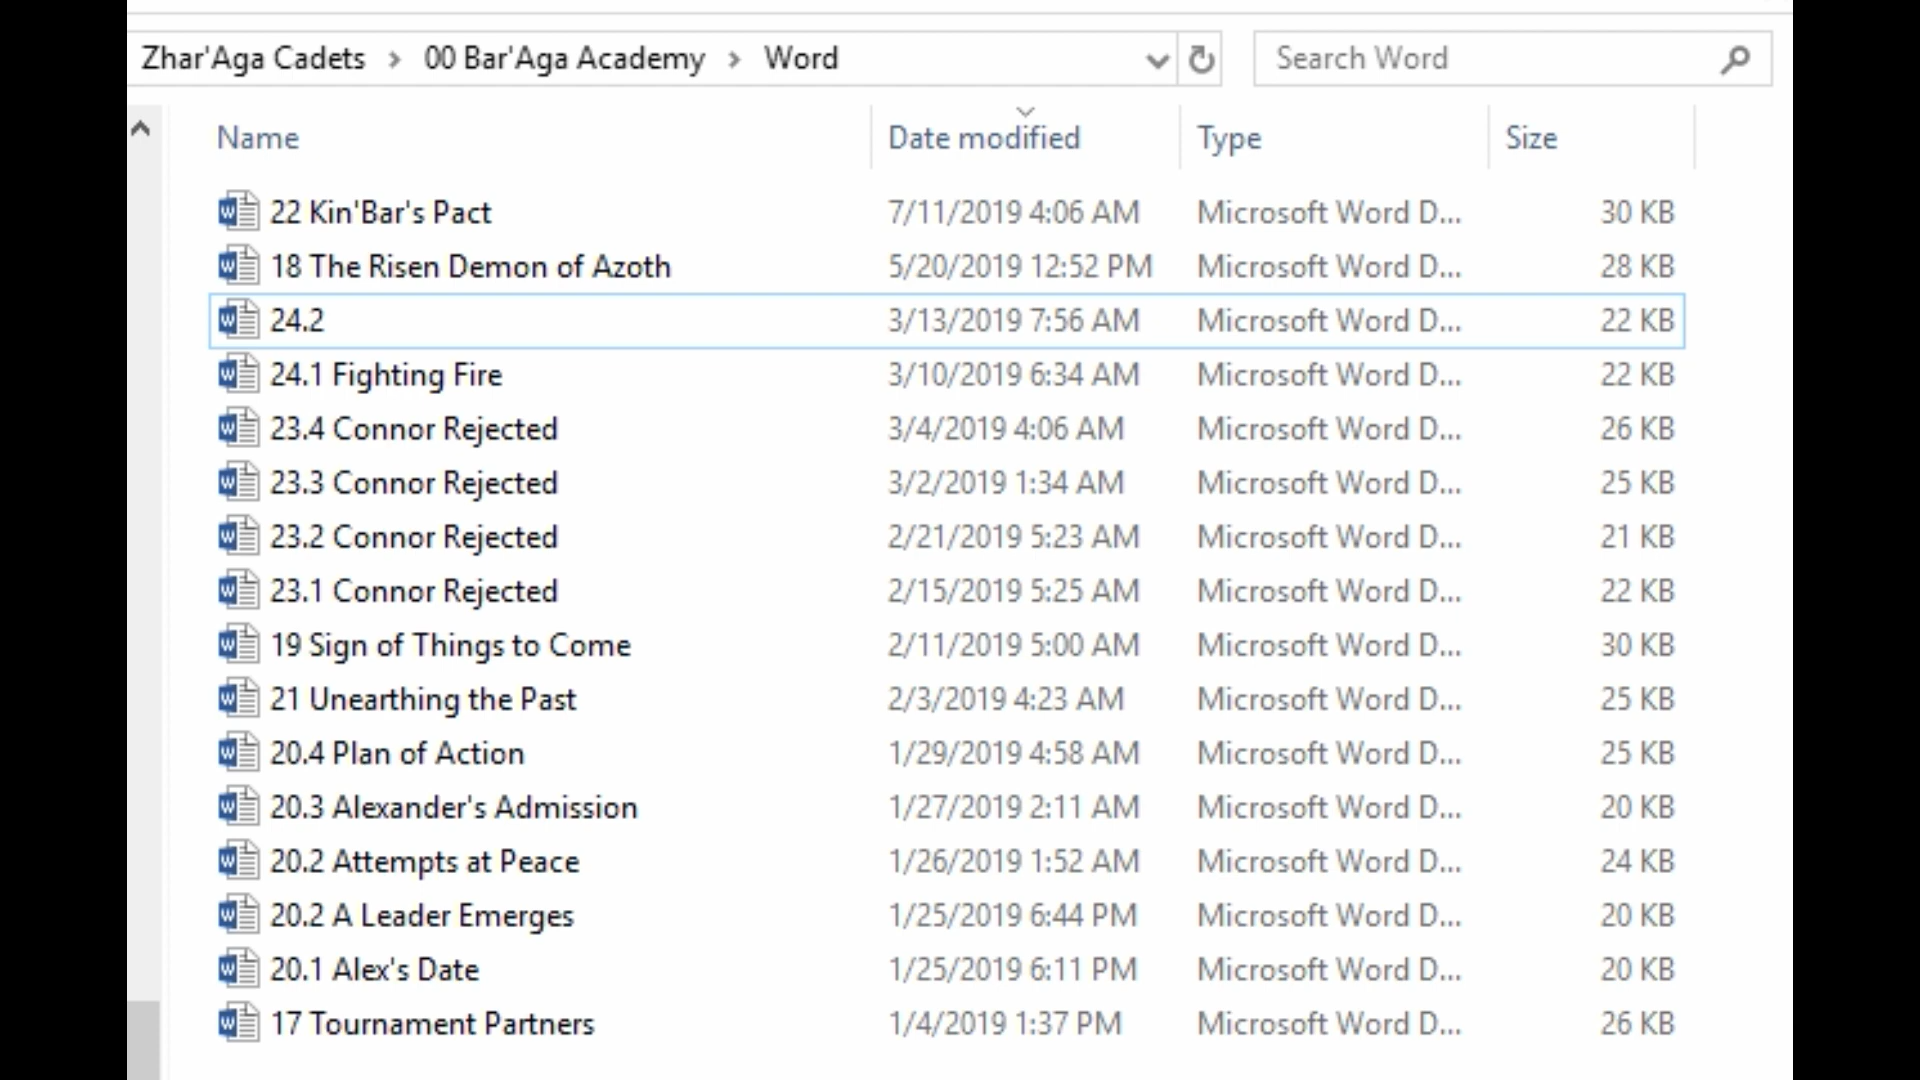 Zhar'Aga Cadets > 00 Bar'Aga Academy > Word Search Word
Name Date modified Type Size
22 Kin'Bar's Pact 7/11/2019 4:06 AM Microsoft Word D... 30 KB
18 The Risen Demon of Azoth 5/20/2019 12:52 PM Microsoft Word D... 28 KB
24.2 3/13/2019 7:56 AM Microsoft Word D... 22 KB
24.1 Fighting Fire 3/10/2019 6:34 AM Microsoft Word D... 22 KB
23.4 Connor Rejected 3/4/2019 4:06 AM Microsoft Word D... 26 KB
23.3 Connor Rejected 3/2/2019 1:34 AM Microsoft Word D... 25 KB
23.2 Connor Rejected 2/21/2019 5:23 AM Microsoft Word D... 21 KB
23.1 Connor Rejected 2/15/2019 5:25 AM Microsoft Word D... 22 KB
19 Sign of Things to Come 2/11/2019 5:00 AM Microsoft Word D... 30 KB
21 Unearthing the Past 2/3/2019 4:23 AM Microsoft Word D... 25 KB
20.4 Plan of Action 1/29/2019 4:58 AM Microsoft Word D... 25 KB
20.3 Alexander's Admission 1/27/2019 2:11 AM Microsoft Word D... 20 KB
20.2 Attempts at Peace 1/26/2019 1:52 AM Microsoft Word D... 24 KB
20.2 A Leader Emerges 1/25/2019 6:44 PM Microsoft Word D... 20 KB
20.1 Alex's Date 1/25/2019 6:11 PM Microsoft Word D... 20 KB
17 Tournament Partners 1/4/2019 1:37 PM Microsoft Word D... 26 KB